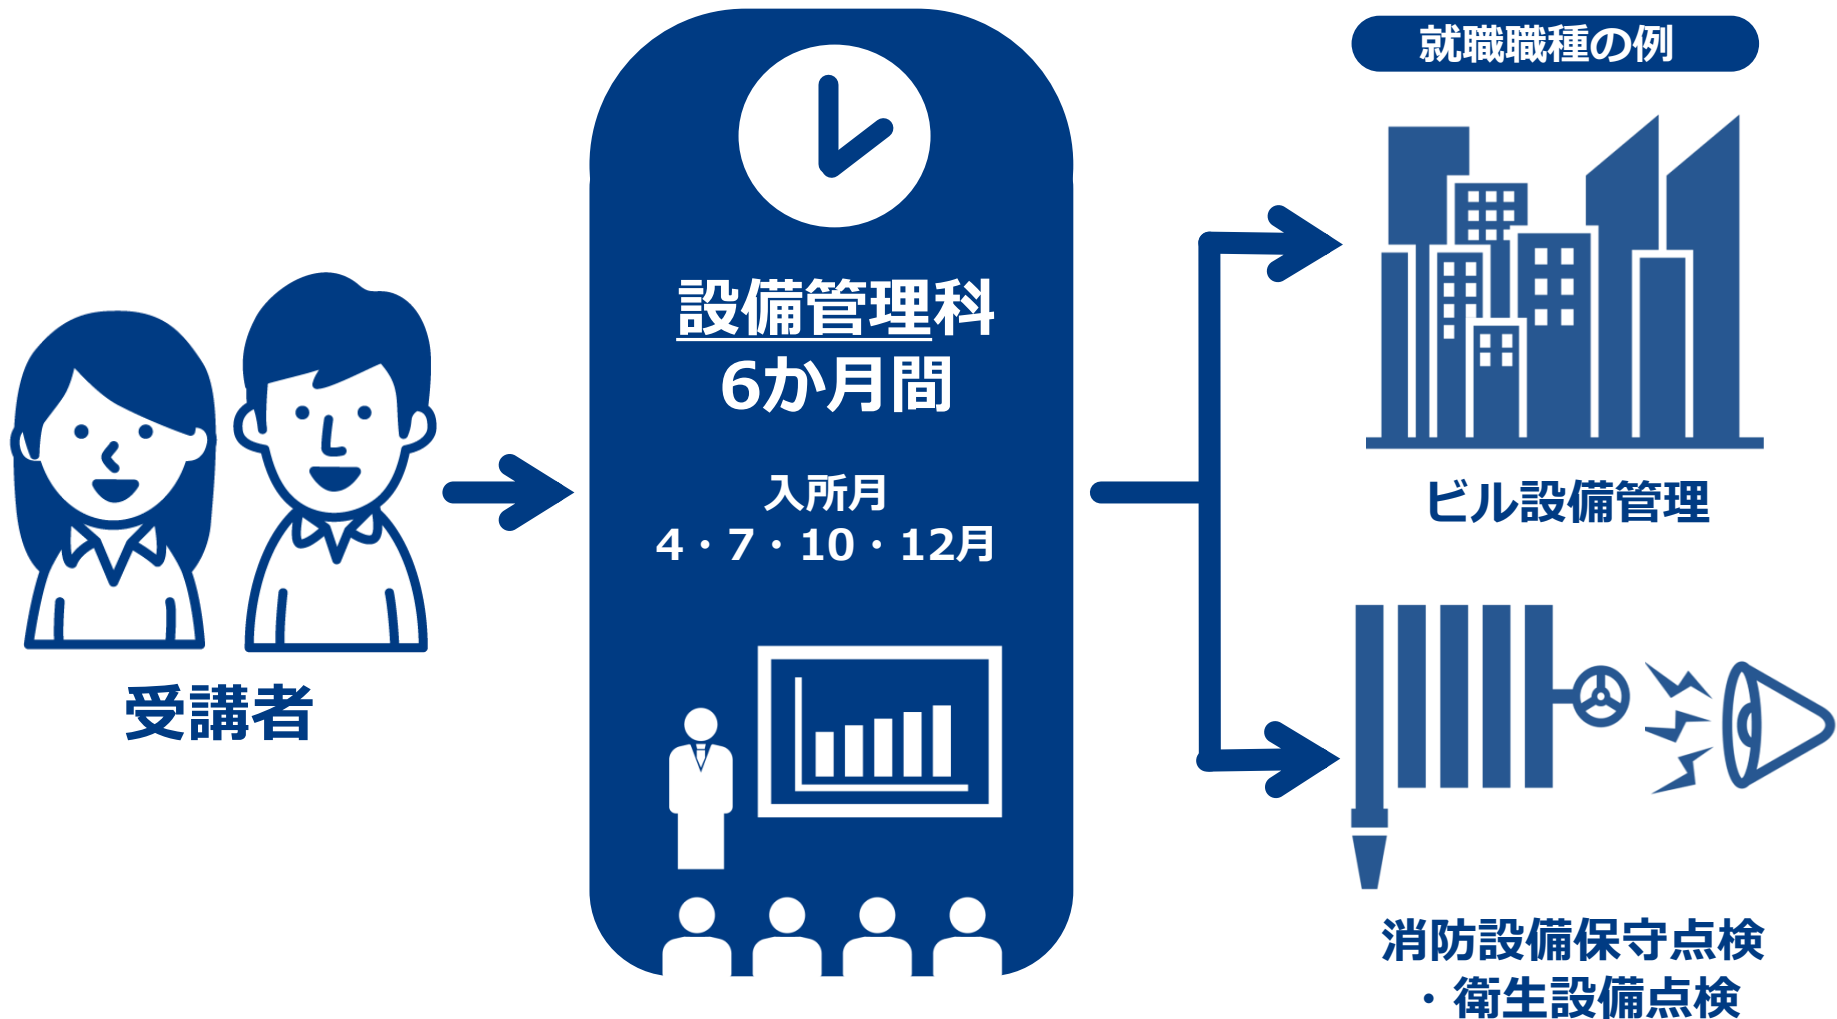 受講者
設備管理科
6か月間
入所月
4・7・10・12月
就職職種の例
ビル設備管理
消防設備保守点検
・衛生設備点検